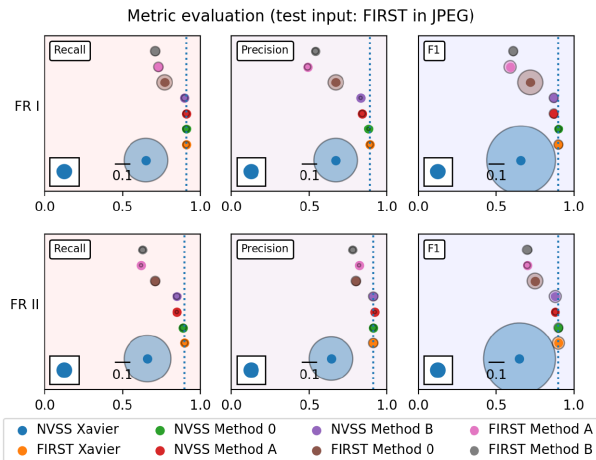 Metric evaluation (test input: FIRST in JPEG)
Recall
Precision
F1
FR I
0.1
0.1
0.1
0.0 0.5 1.0
0.0 0.5 1.0
0.0 0.5 1.0
Recall
Precision
F1
FR II
0.1
0.1
0.1
0.0 0.5 1.0
0.0 0.5 1.0
0.0 0.5 1.0
NVSS Xavier NVSS Method 0 NVSS Method B FIRST Method A
FIRST Xavier NVSS Method A FIRST Method 0 FIRST Method B